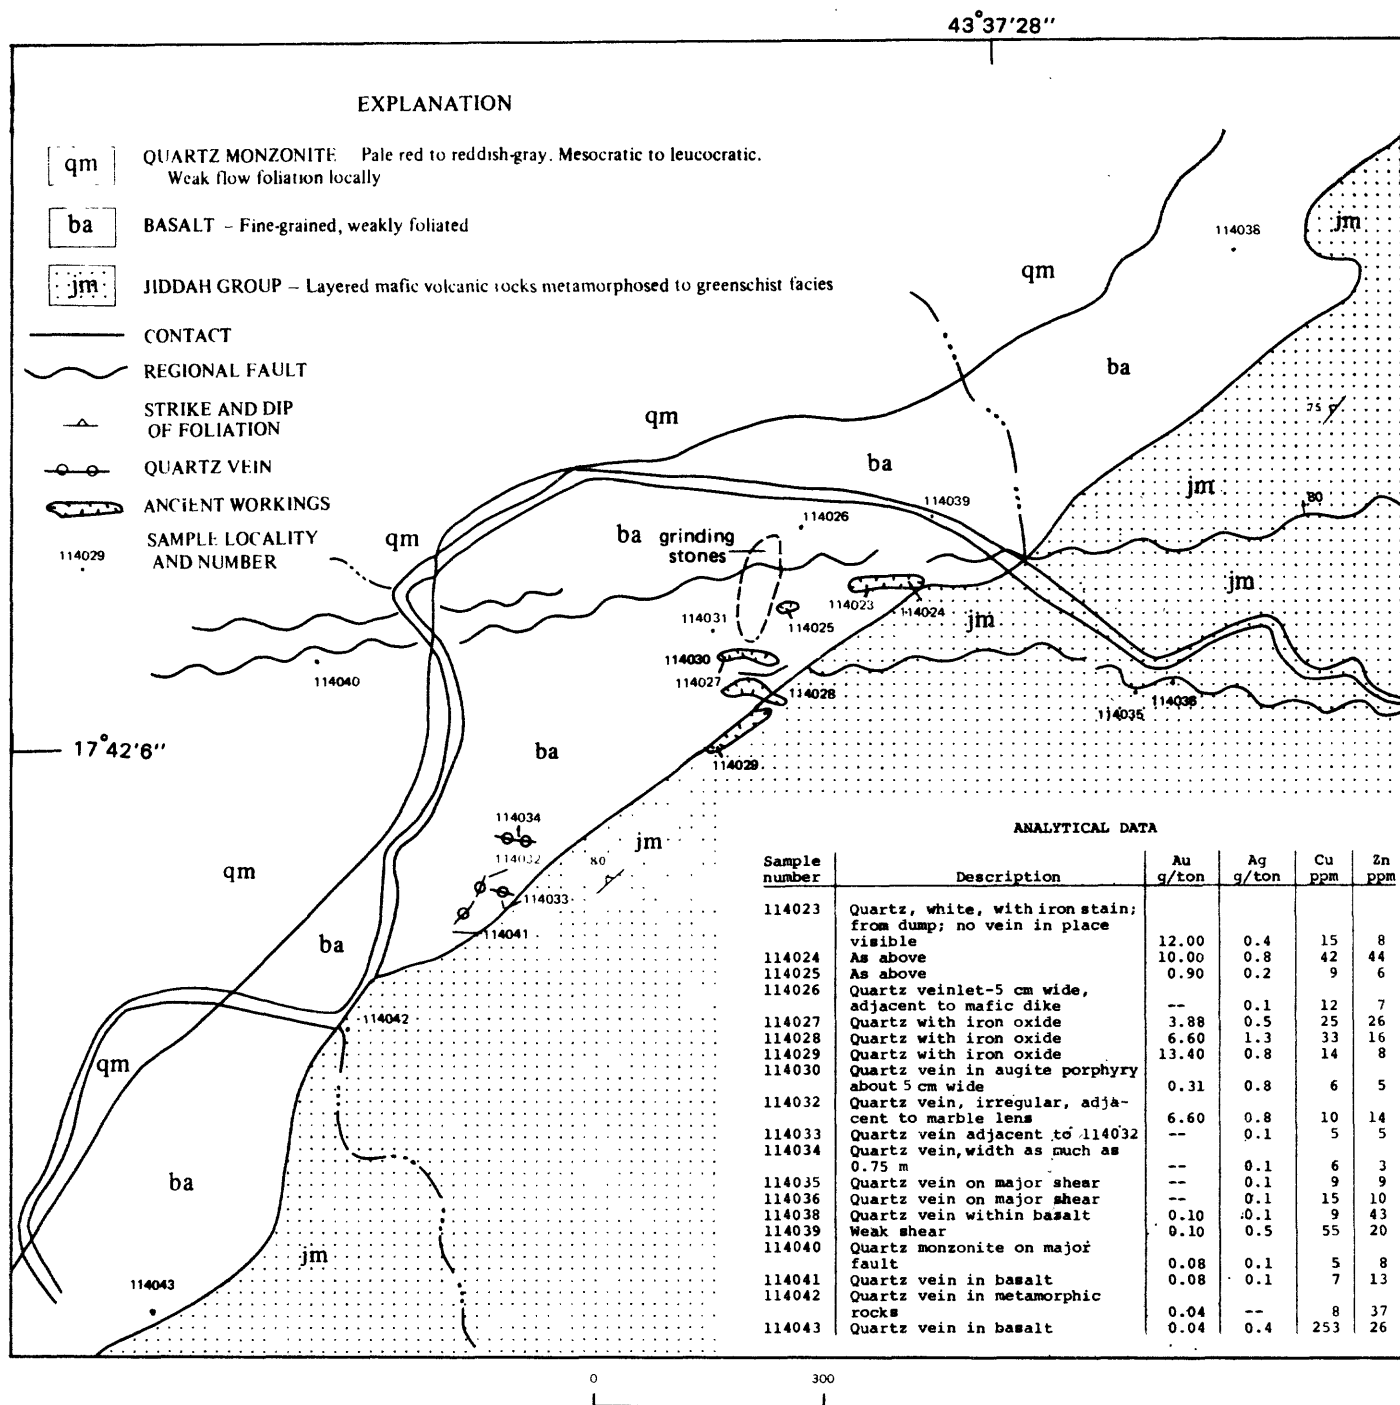 43°37'28"
EXPLANATION
qm QUARTZ MONZONITE Pale red to reddish-gray. Mesocratic to leucocratic.
Weak flow foliation locally
ba BASALT – Fine-grained, weakly foliated
jm JIDDAH GROUP – Layered mafic volcanic rocks metamorphosed to greenschist facies
CONTACT
REGIONAL FAULT
STRIKE AND DIP
OF FOLIATION
QUARTZ VEIN
ANCIENT WORKINGS
114029 SAMPLE LOCALITY
AND NUMBER
jm
114038
qm
ba
75
qm
ba
jm
80
114039
114026
qm
ba
grinding
stones
jm
114023
114024
114031
114025
jm
114030
114027
114028
114040
114035
114036
17°42'6"
ba
114029
114034
jm
114032
80
qm
114033
114041
ba
114042
qm
ba
jm
114043
ANALYTICAL DATA
Sample Au Ag Cu Zn
number Description g/ton g/ton ppm ppm
114023 Quartz, white, with iron stain;
from dump; no vein in place
visible 12.00 0.4 15 8
114024 As above 10.00 0.8 42 44
114025 As above 0.90 0.2 9 6
114026 Quartz veinlet-5 cm wide,
adjacent to mafic dike -- 0.1 12 7
114027 Quartz with iron oxide 3.88 0.5 25 26
114028 Quartz with iron oxide 6.60 1.3 33 16
114029 Quartz with iron oxide 13.40 0.8 14 8
114030 Quartz vein in augite porphyry
about 5 cm wide 0.31 0.8 6 5
114032 Quartz vein, irregular, adja-
cent to marble lens 6.60 0.8 10 14
114033 Quartz vein adjacent to 114032 -- 0.1 5 5
114034 Quartz vein, width as much as
0.75 m -- 0.1 6 3
114035 Quartz vein on major shear -- 0.1 9 9
114036 Quartz vein on major shear -- 0.1 15 10
114038 Quartz vein within basalt 0.10 0.1 9 43
114039 Weak shear 0.10 0.5 55 20
114040 Quartz monzonite on major
fault 0.08 0.1 5 8
114041 Quartz vein in basalt 0.08 0.1 7 13
114042 Quartz vein in metamorphic
rocks 0.04 -- 8 37
114043 Quartz vein in basalt 0.04 0.4 253 26
0 300